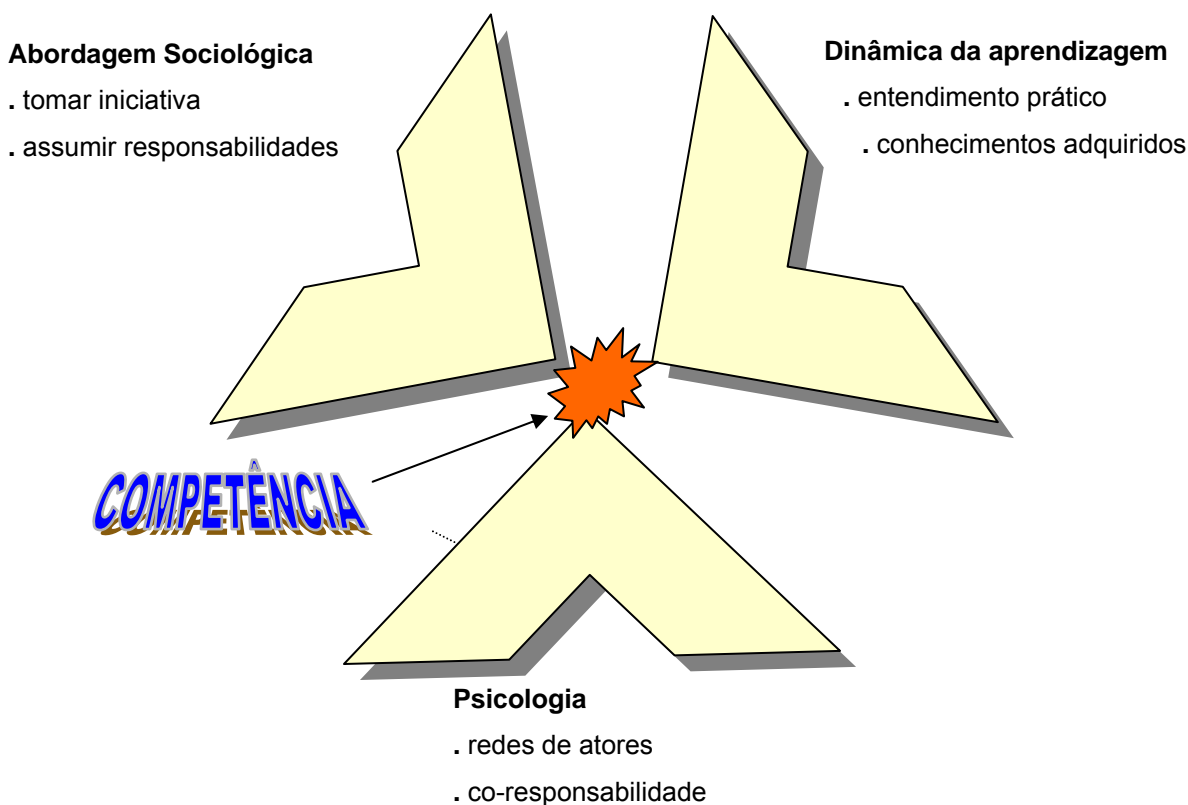 Abordagem Sociológica
. tomar iniciativa
. assumir responsabilidades
Dinâmica da aprendizagem
. entendimento prático
. conhecimentos adquiridos
COMPETÊNCIA
Psicologia
. redes de atores
. co-responsabilidade